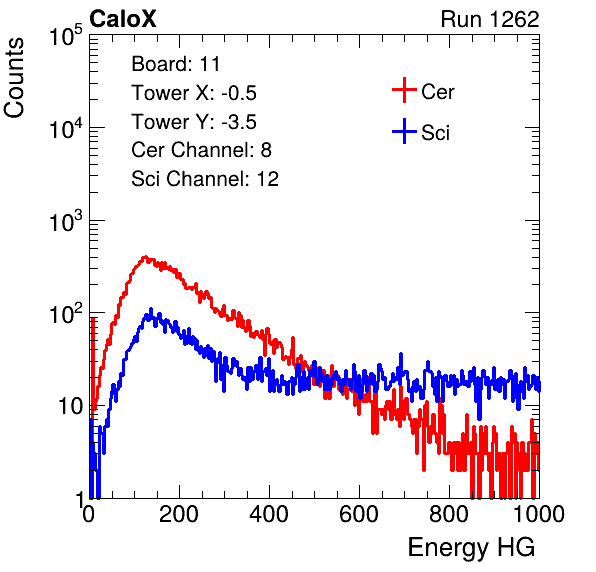 CaloX Run 1262
Counts
Board: 11
Tower X: -0.5
Tower Y: -3.5
Cer Channel: 8
Sci Channel: 12
Cer
Sci
10^5
10^4
10^3
10^2
10
1
0 200 400 600 800 1000
Energy HG